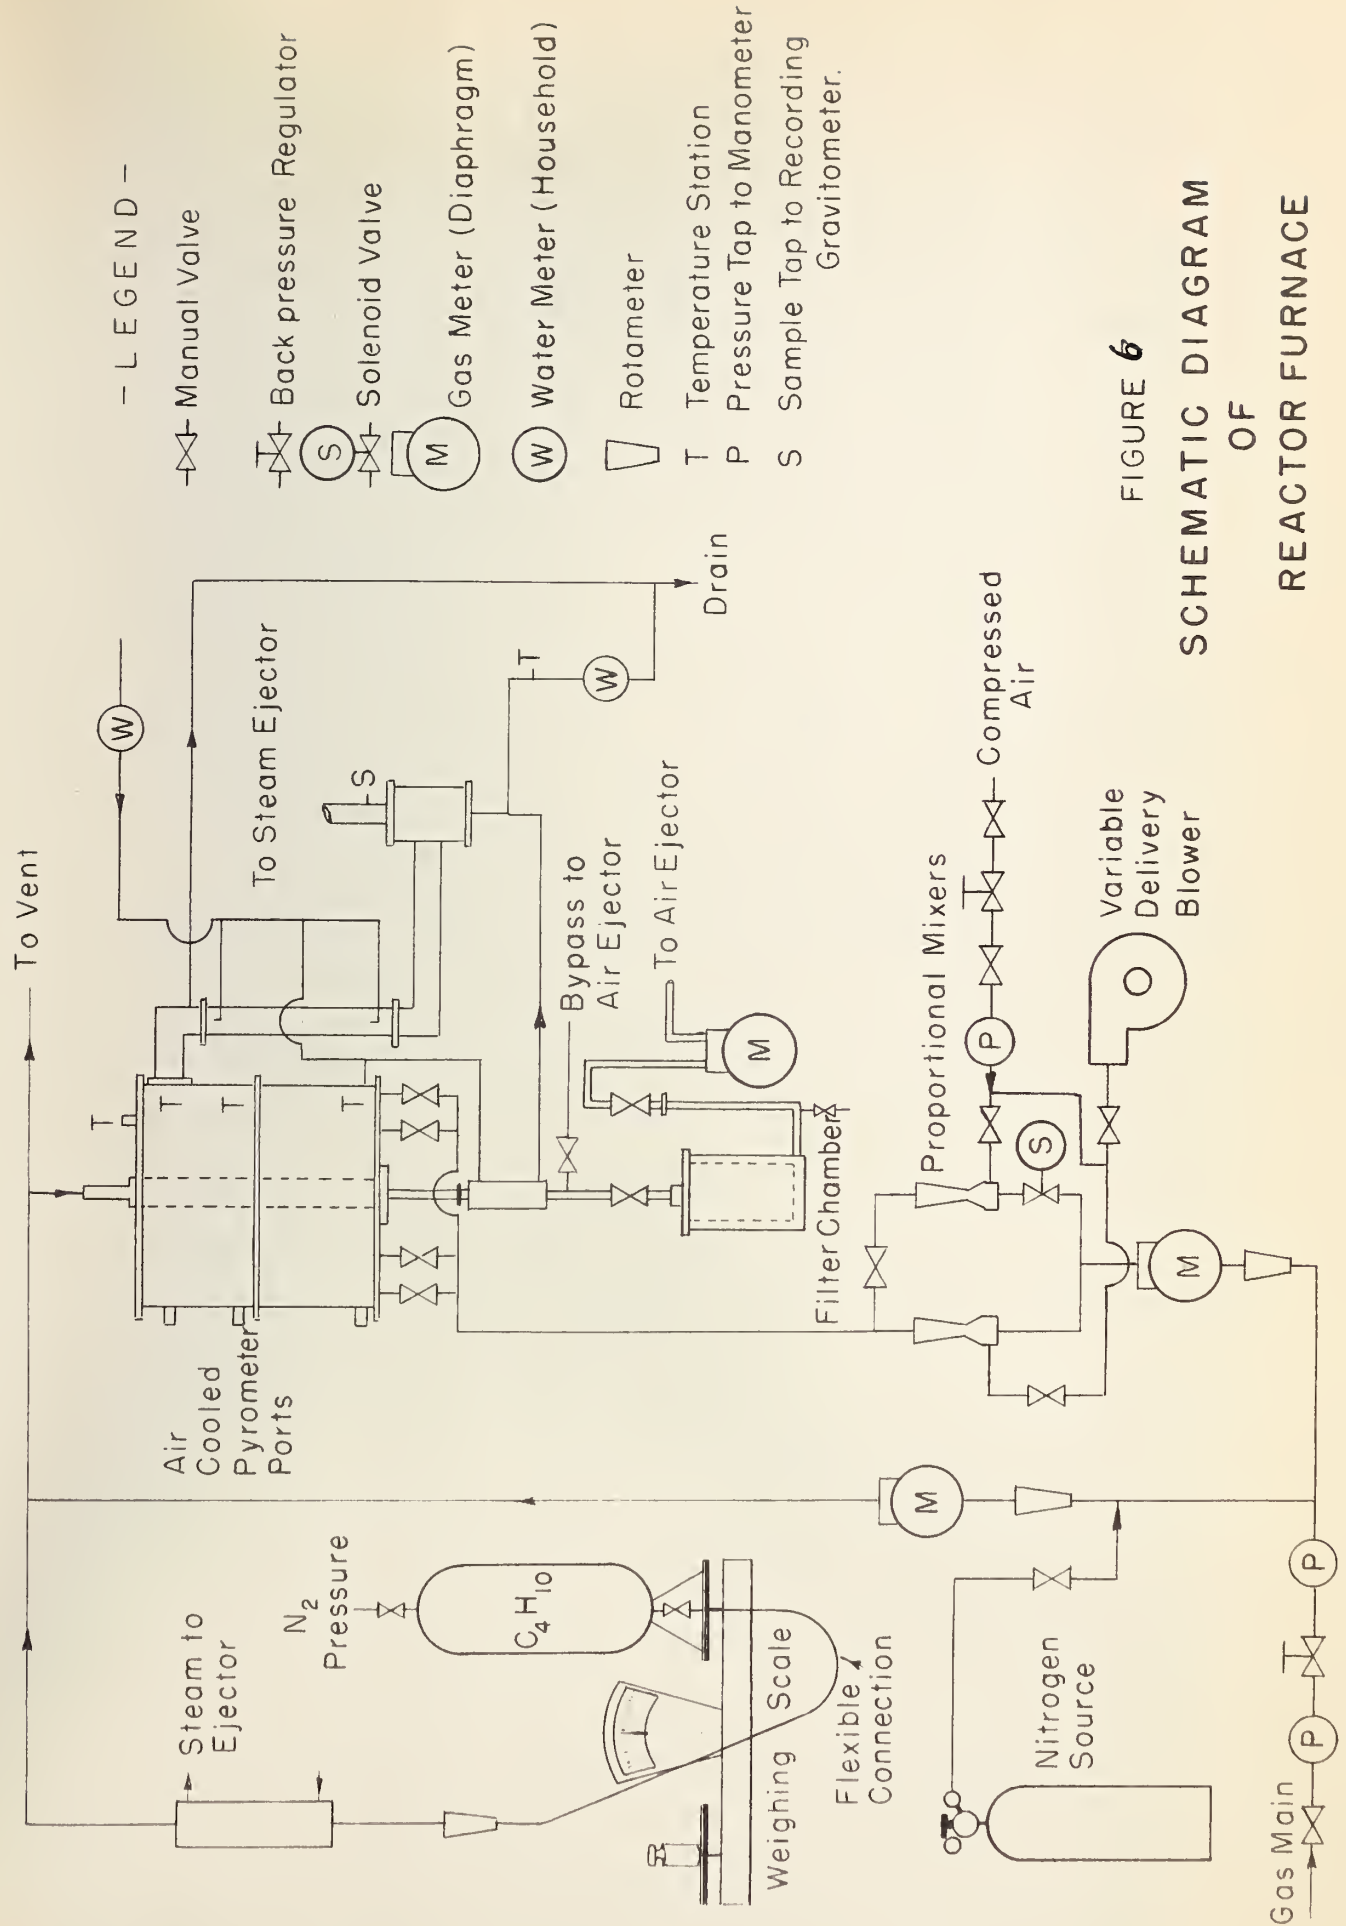 To Vent
W
To Steam Ejector
S
T
T
T
T
Air
Cooled
Pyrometer
Ports
Steam to
Ejector
N2
Pressure
C4H10
Weighing Scale
Flexible
Connection
Bypass to
Air Ejector
To Air Ejector
M
Filter Chamber
T
W
Drain
Proportional Mixers
P
Compressed
Air
S
Variable
Delivery
Blower
M
M
Nitrogen
Source
Gas Main
P
P
- LEGEND -
Manual Valve
Back pressure Regulator
S Solenoid Valve
M Gas Meter (Diaphragm)
W Water Meter (Household)
Rotameter
T Temperature Station
P Pressure Tap to Manometer
S Sample Tap to Recording
Gravitometer.
FIGURE 6
SCHEMATIC DIAGRAM
OF
REACTOR FURNACE